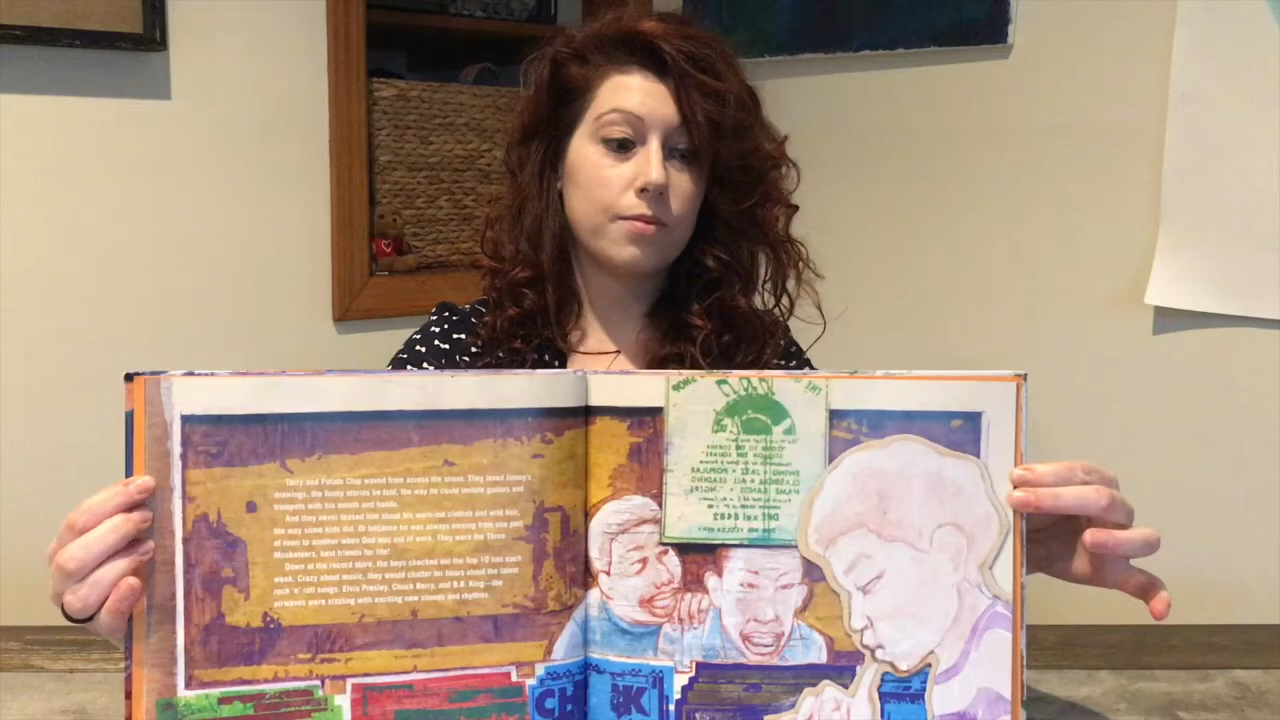 Terry and Potato Chip waved from across the street. They loved Jimmy's
drawings, the funny stories he told, the way he could imitate guitars and
trumpets with his mouth and hands.
And they never teased him about his worn-out clothes and wild hair,
the way some kids did. Or because he was always moving from one part
of town to another when Dad was out of work. They were the Three
Musketeers, best friends for life!
Down at the record store, the boys checked out the Top 10 hits each
week. Crazy about music, they would chatter for hours about the latest
rock 'n' roll songs. Elvis Presley, Chuck Berry, and B.B. King—the
airwaves were sizzling with exciting new sounds and rhythms.
"DOWN TO THE CORNER
SWING • JAZZ • POPULAR
CLASSICAL • ALL LEADING